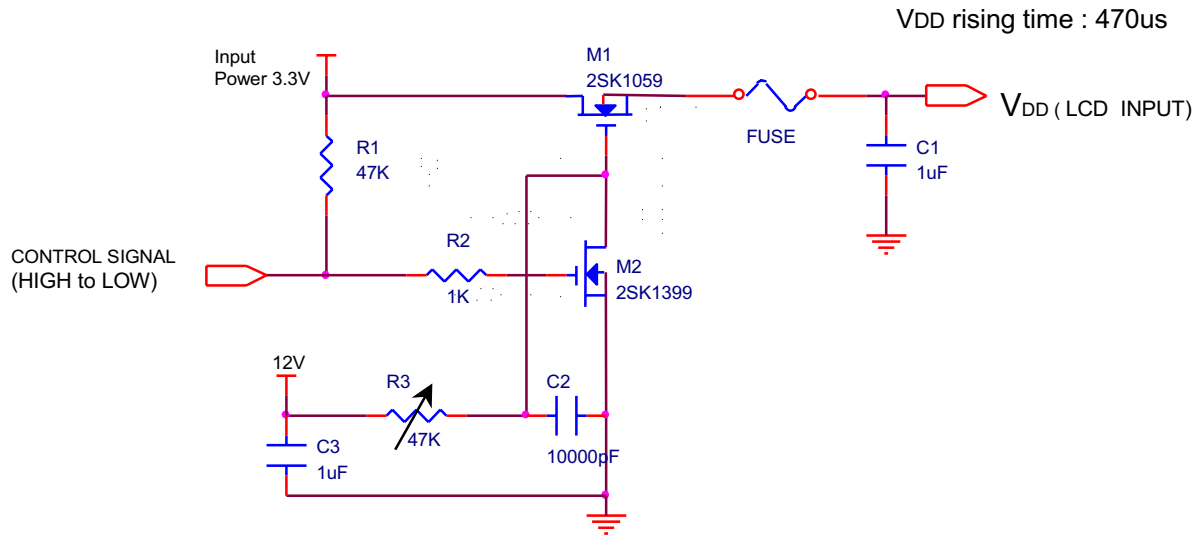 VDD rising time : 470us
Input
Power 3.3V
M1
2SK1059
FUSE
VDD ( LCD INPUT)
C1
1uF
R1
47K
CONTROL SIGNAL
(HIGH to LOW)
R2
1K
M2
2SK1399
12V
R3
47K
C2
10000pF
C3
1uF